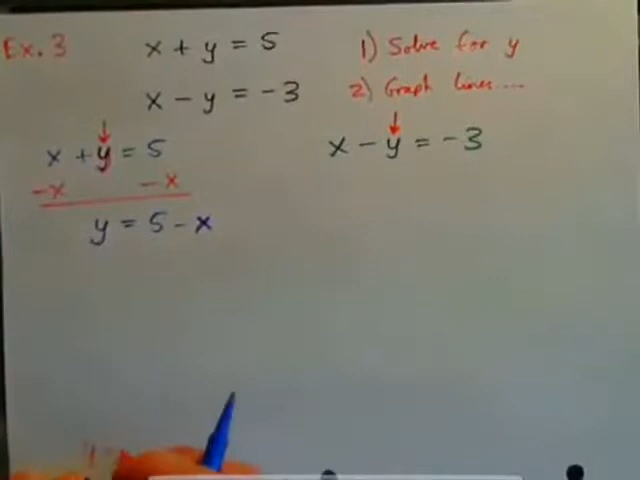 Ex. 3
x + y = 5
x - y = -3
1) Solve for y
2) Graph lines....
x + y = 5
-x -x
y = 5 - x
x - y = -3